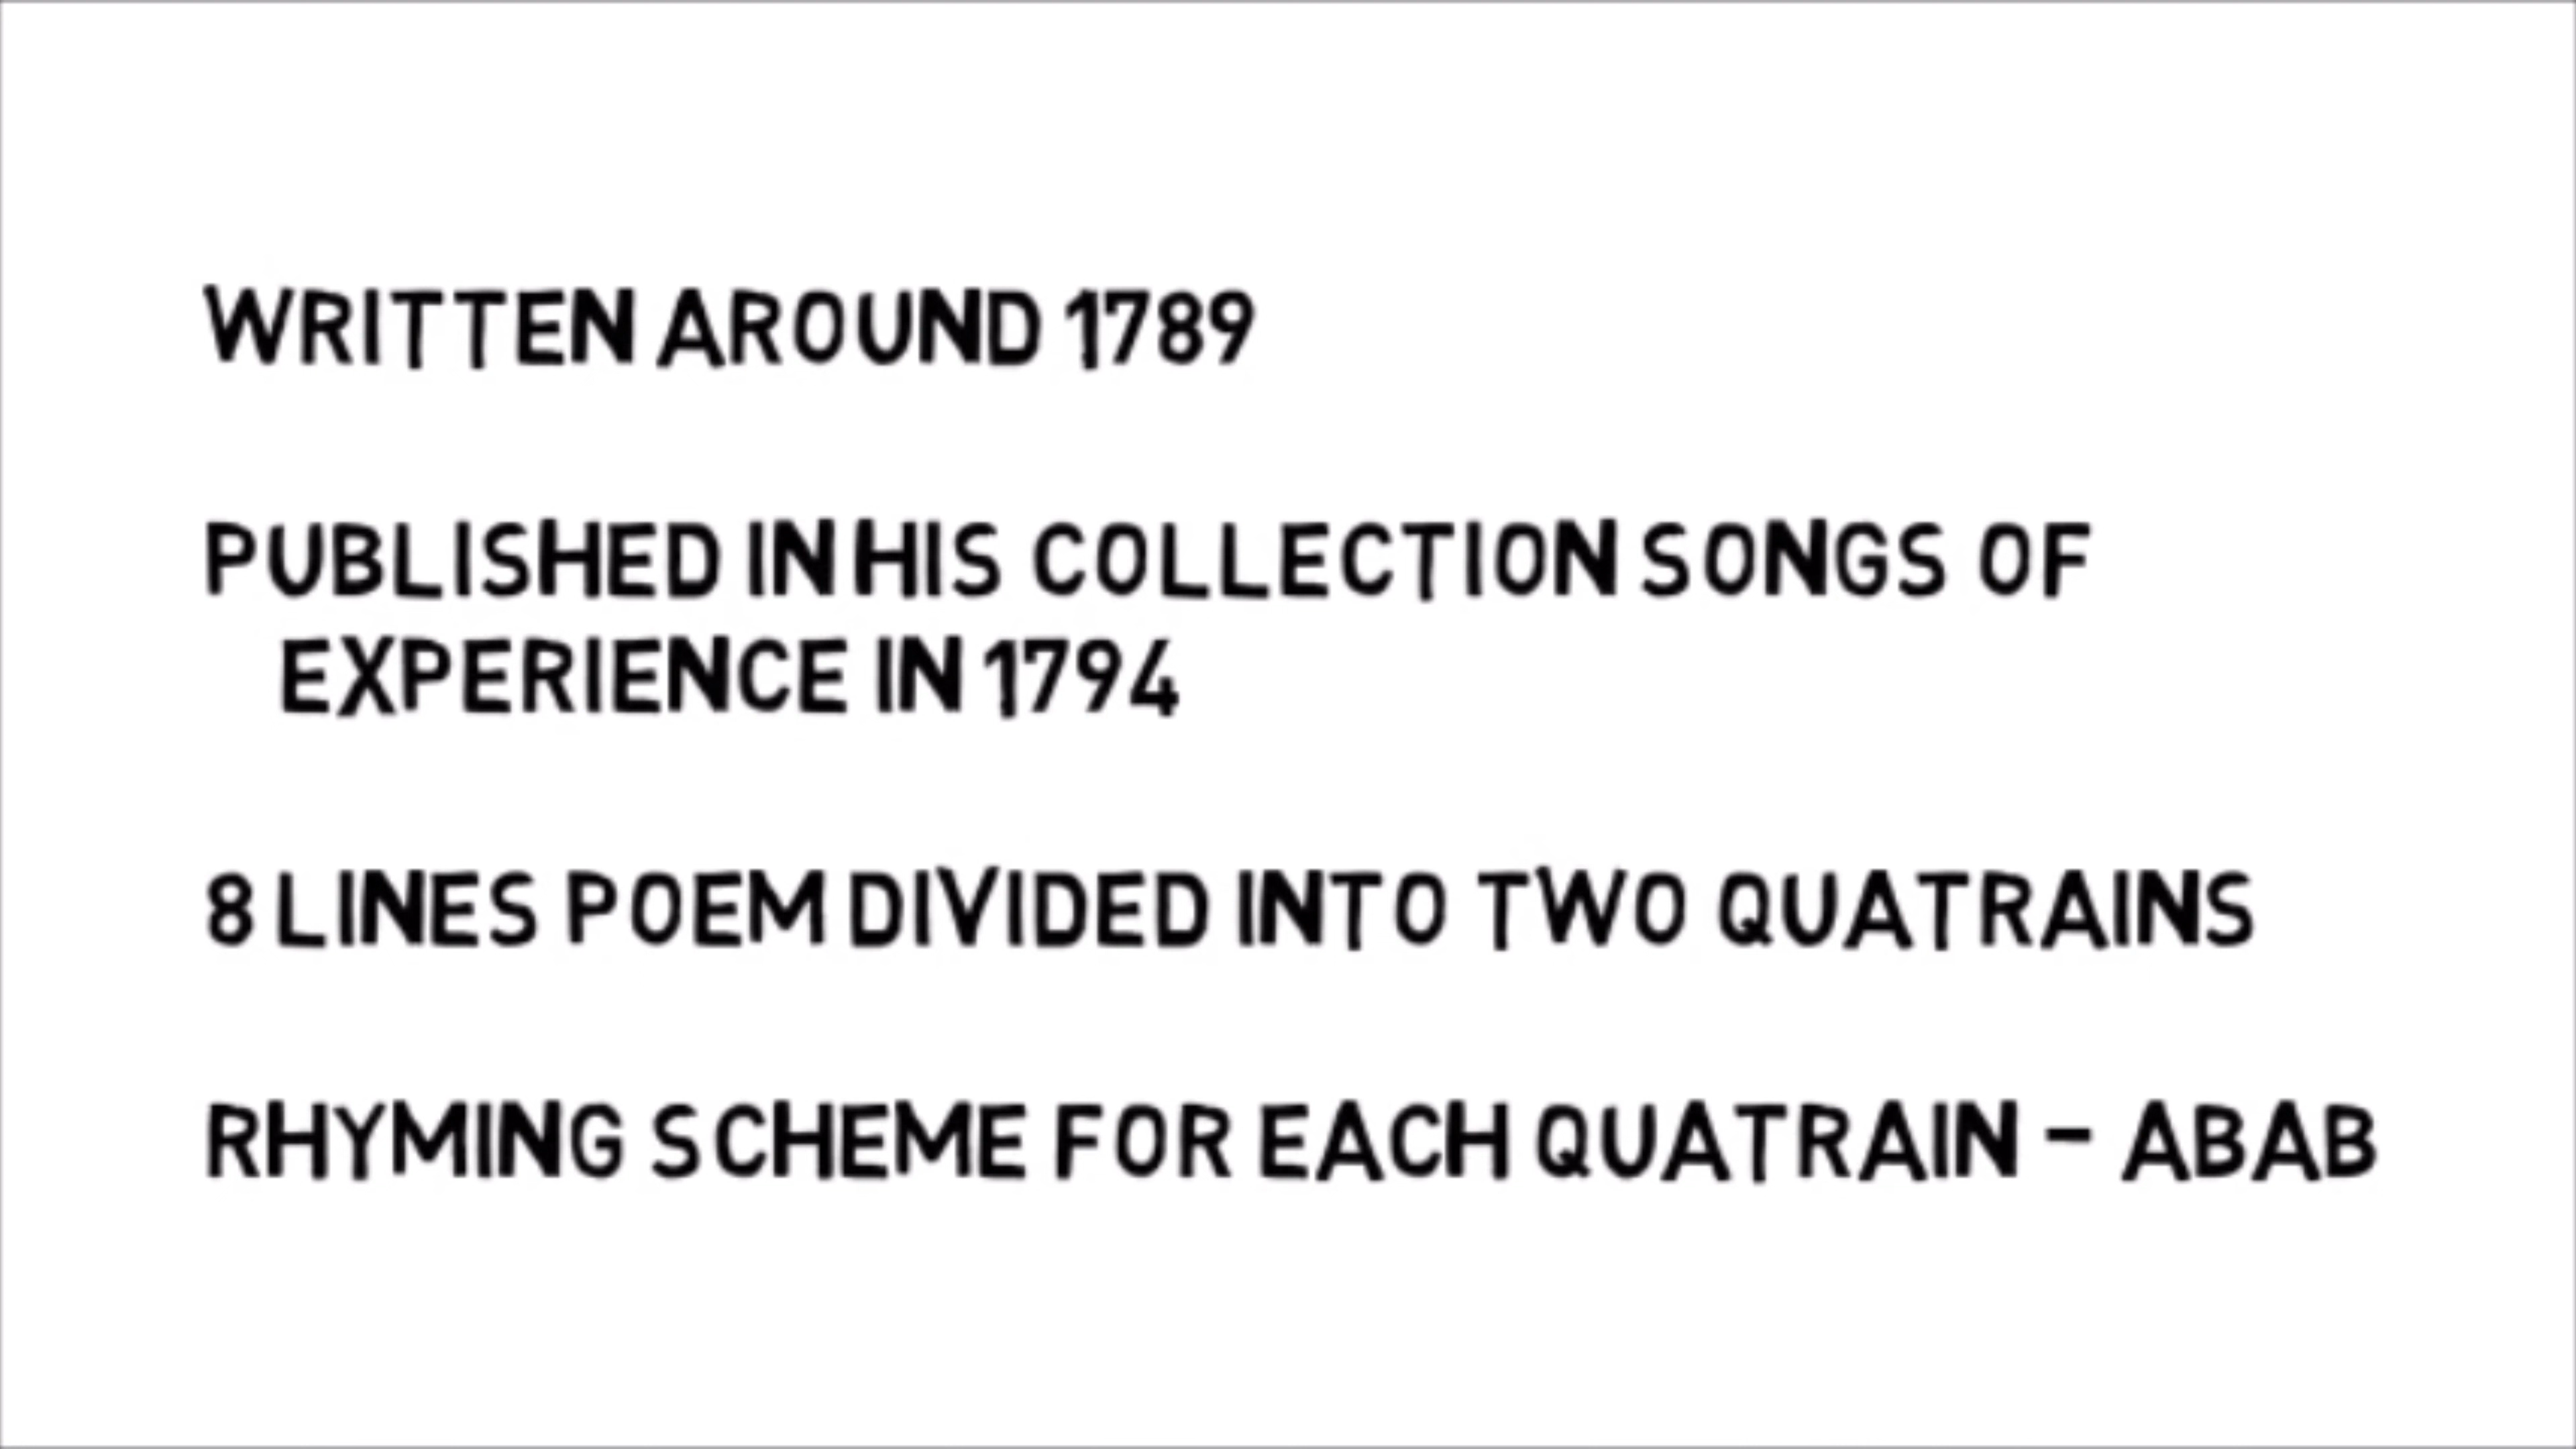 WRITTEN AROUND 1789
PUBLISHED IN HIS COLLECTION SONGS OF
EXPERIENCE IN 1794
8 LINES POEM DIVIDED INTO TWO QUATRAINS
RHYMING SCHEME FOR EACH QUATRAIN - ABAB